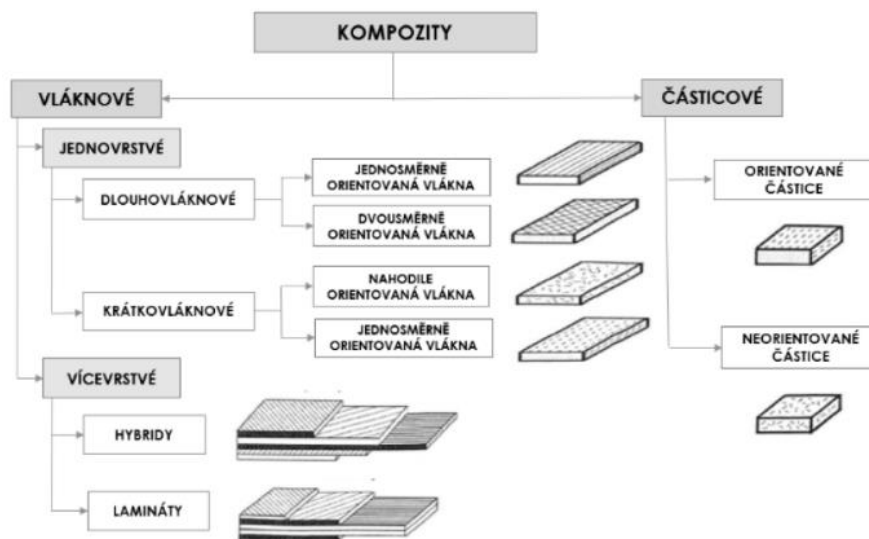 KOMPOZITY
VLÁKNOVÉ
ČÁSTICOVÉ
JEDNOVRSTVÉ
DLOUHOVLÁKNOVÉ
JEDNOSMĚRNĚ
ORIENTOVANÁ VLÁKNA
DVOUSMĚRNĚ
ORIENTOVANÁ VLÁKNA
ORIENTOVANÉ
ČÁSTICE
KRÁTKOVLÁKNOVÉ
NAHODILE
ORIENTOVANÁ VLÁKNA
JEDNOSMĚRNĚ
ORIENTOVANÁ VLÁKNA
NEORIENTOVANÉ
ČÁSTICE
VÍCEVRSTVÉ
HYBRIDY
LAMINÁTY